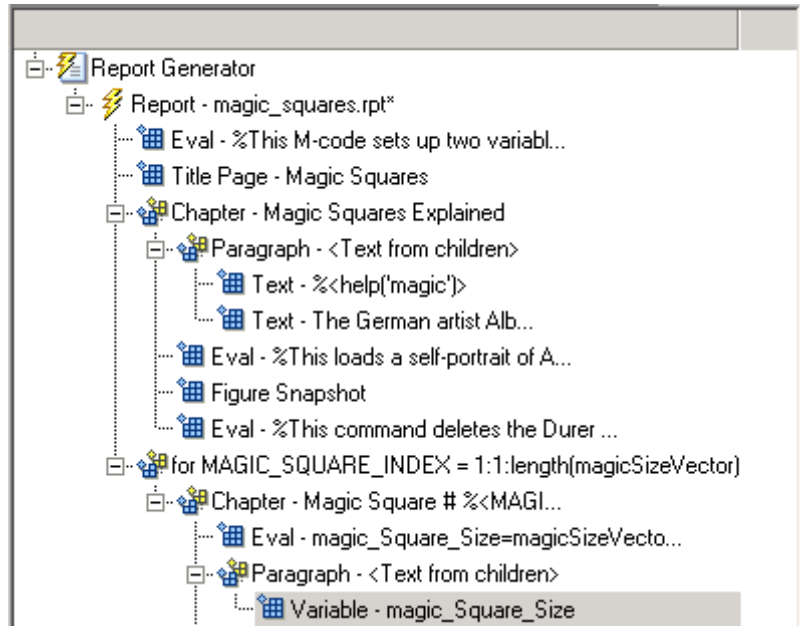 Report Generator
Report - magic_squares.rpt*
Eval - %This M-code sets up two variabl...
Title Page - Magic Squares
Chapter - Magic Squares Explained
Paragraph - <Text from children>
Text - %<help('magic')>
Text - The German artist Alb...
Eval - %This loads a self-portrait of A...
Figure Snapshot
Eval - %This command deletes the Durer ...
for MAGIC_SQUARE_INDEX = 1:1:length(magicSizeVector)
Chapter - Magic Square # %<MAGI...
Eval - magic_Square_Size=magicSizeVecto...
Paragraph - <Text from children>
Variable - magic_Square_Size